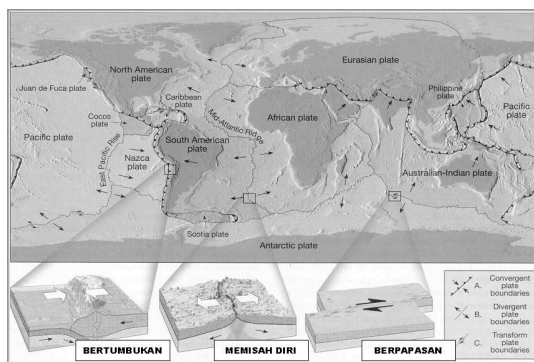 North American
plate
Eurasian plate
Juan de Fuca plate
Caribbean
plate
Philippine
plate
Pacific
plate
Cocos
plate
Mid-Atlantic Ridge
African plate
Pacific plate
East Pacific Rise
Nazca
plate
South American
plate
Australian-Indian plate
Scotia plate
Antarctic plate
A. Convergent
plate
boundaries
B. Divergent
plate
boundaries
C. Transform
plate
boundaries
BERTUMBUKAN
MEMISAH DIRI
BERPAPASAN